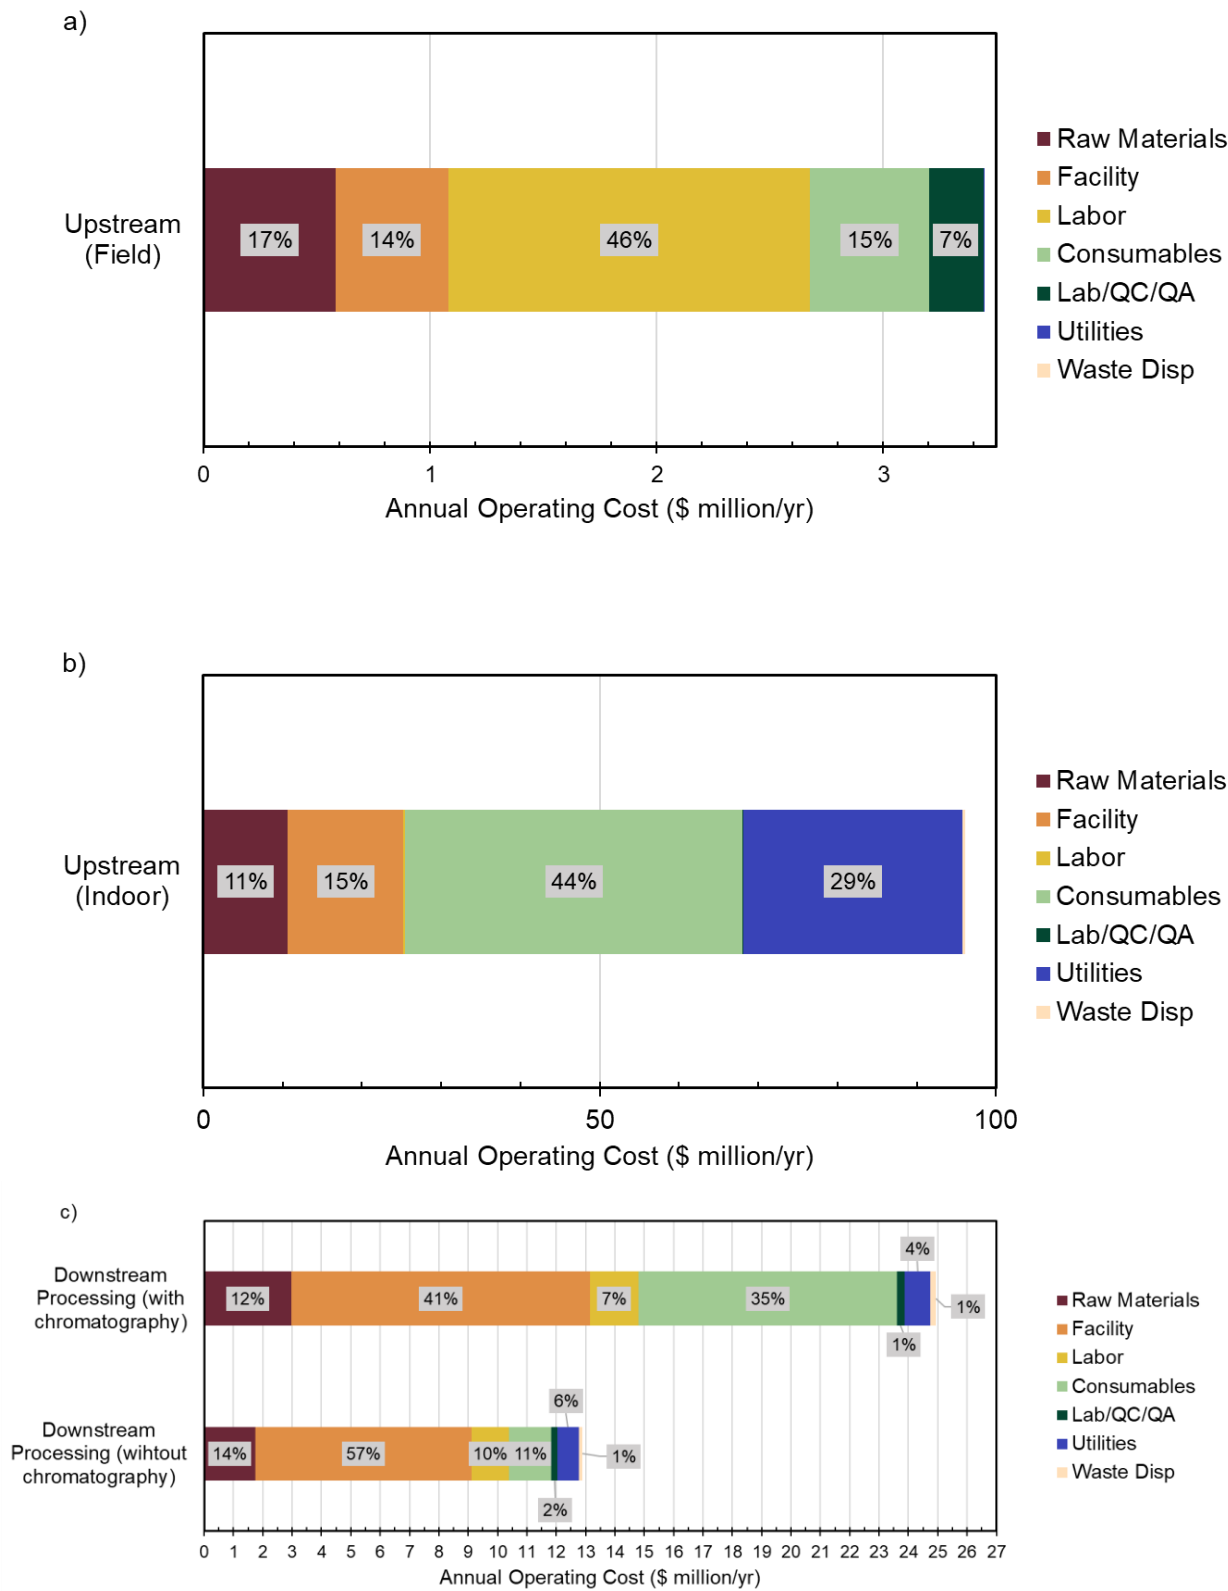 a)
Upstream
(Field)
17%
14%
46%
15%
7%
Raw Materials
Facility
Labor
Consumables
Lab/QC/QA
Utilities
Waste Disp
0
1
2
3
Annual Operating Cost ($ million/yr)
b)
Upstream
(Indoor)
11%
15%
44%
29%
Raw Materials
Facility
Labor
Consumables
Lab/QC/QA
Utilities
Waste Disp
0
50
100
Annual Operating Cost ($ million/yr)
c)
Downstream
Processing (with
chromatography)
12%
41%
7%
35%
1%
4%
1%
Downstream
Processing (wihtout
chromatography)
14%
57%
10%
11%
2%
6%
1%
Raw Materials
Facility
Labor
Consumables
Lab/QC/QA
Utilities
Waste Disp
0 1 2 3 4 5 6 7 8 9 10 11 12 13 14 15 16 17 18 19 20 21 22 23 24 25 26 27
Annual Operating Cost ($ million/yr)